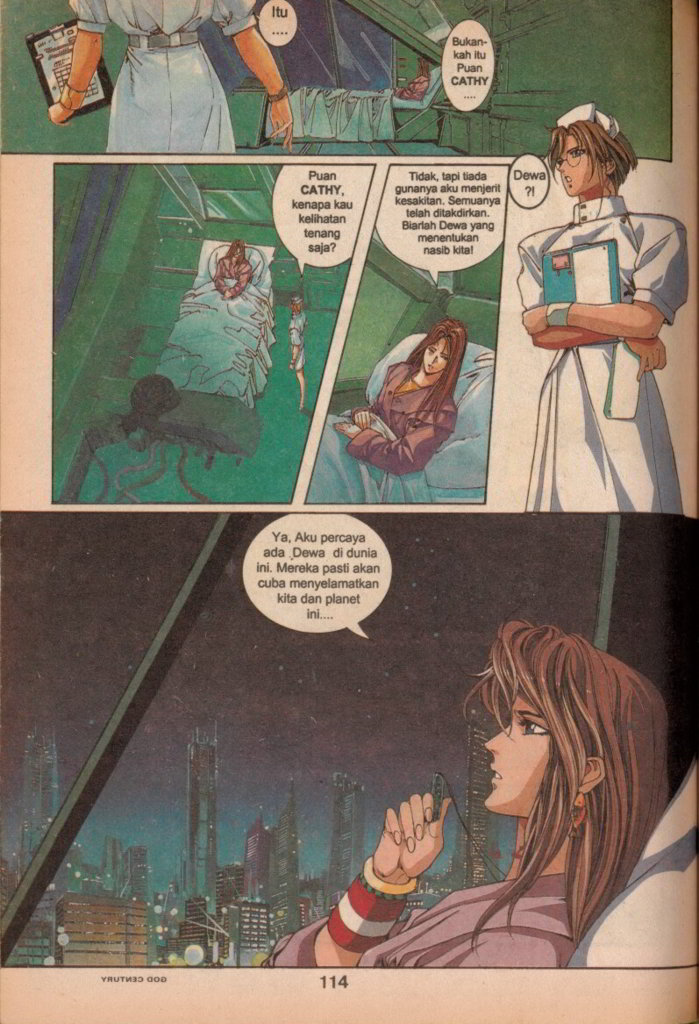 Itu
....
Bukan-
kah itu
Puan
CATHY
....
Puan
CATHY,
kenapa kau
kelihatan
tenang
saja?
Tidak, tapi tiada
gunanya aku menjerit
kesakitan. Semuanya
telah ditakdirkan.
Biarlah Dewa yang
menentukan
nasib kita!
Dewa
?!
Ya, Aku percaya
ada Dewa di dunia
ini. Mereka pasti akan
cuba menyelamatkan
kita dan planet
ini....
GOD CENTURY
114